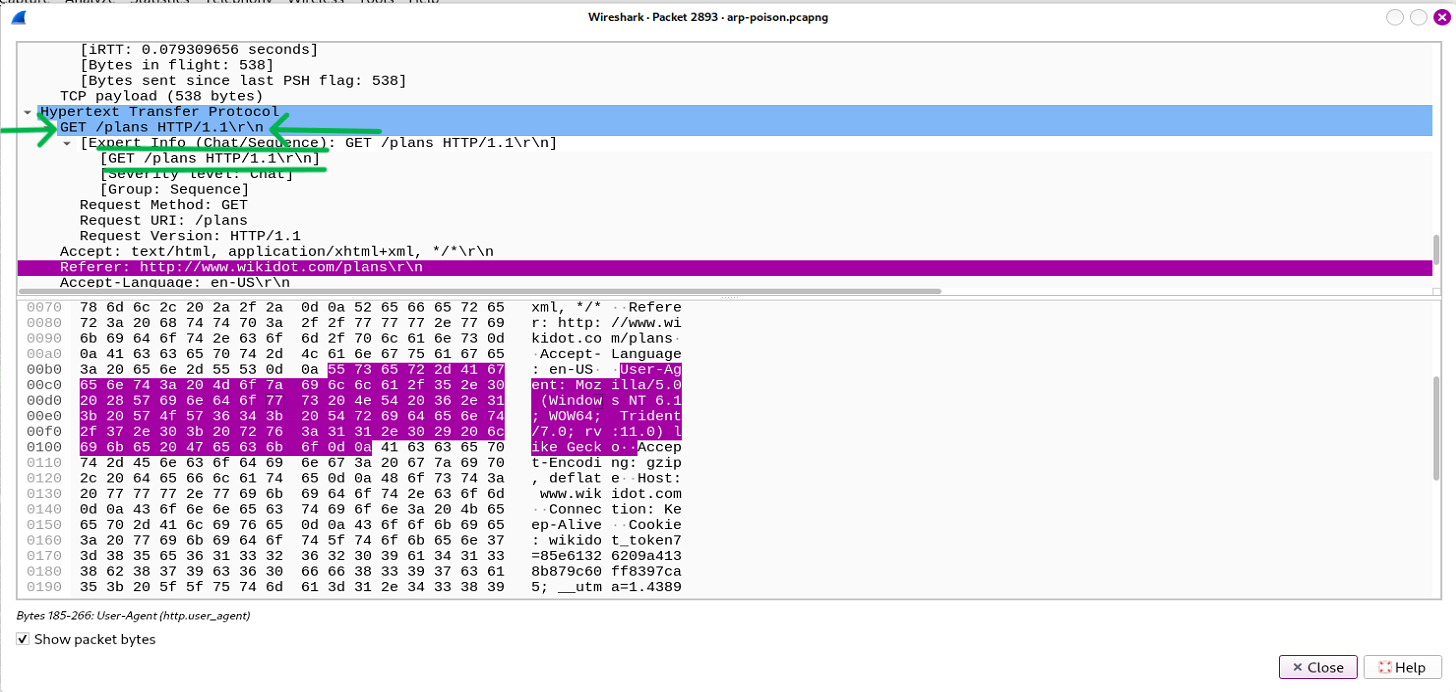 Capture Analyze Statistics Telephony Wireless Tools Help
Wireshark · Packet 2893 · arp-poison.pcapng
[iRTT: 0.079309656 seconds]
[Bytes in flight: 538]
[Bytes sent since last PSH flag: 538]
TCP payload (538 bytes)
Hypertext Transfer Protocol
GET /plans HTTP/1.1\r\n
[Expert Info (Chat/Sequence): GET /plans HTTP/1.1\r\n]
[GET /plans HTTP/1.1\r\n]
[Severity level: Chat]
[Group: Sequence]
Request Method: GET
Request URI: /plans
Request Version: HTTP/1.1
Accept: text/html, application/xhtml+xml, */*\r\n
Referer: http://www.wikidot.com/plans\r\n
Accept-Language: en-US\r\n
0070 78 6d 6c 2c 20 2a 2f 2a 0d 0a 52 65 66 65 72 65 xml, */* ··Refere
0080 72 3a 20 68 74 74 70 3a 2f 2f 77 77 77 2e 77 69 r: http: //www.wi
0090 6b 69 64 6f 74 2e 63 6f 6d 2f 70 6c 61 6e 73 0d kidot.co m/plans·
00a0 0a 41 63 63 65 70 74 2d 4c 61 6e 67 75 61 67 65 ·Accept- Language
00b0 3a 20 65 6e 2d 55 53 0d 0a 55 73 65 72 2d 41 67 : en-US· ·User-Ag
00c0 65 6e 74 3a 20 4d 6f 7a 69 6c 6c 61 2f 35 2e 30 ent: Moz illa/5.0
00d0 20 28 57 69 6e 64 6f 77 73 20 4e 54 20 36 2e 31 (Window s NT 6.1
00e0 3b 20 57 4f 57 36 34 3b 20 54 72 69 64 65 6e 74 ; WOW64; Trident
00f0 2f 37 2e 30 3b 20 72 76 3a 31 31 2e 30 29 20 6c /7.0; rv :11.0) l
0100 69 6b 65 20 47 65 63 6b 6f 0d 0a 41 63 63 65 70 ike Geck o··Accep
0110 74 2d 45 6e 63 6f 64 69 6e 67 3a 20 67 7a 69 70 t-Encodi ng: gzip
0120 2c 20 64 65 66 6c 61 74 65 0d 0a 48 6f 73 74 3a , deflat e··Host:
0130 20 77 77 77 2e 77 69 6b 69 64 6f 74 2e 63 6f 6d www.wik idot.com
0140 0d 0a 43 6f 6e 6e 65 63 74 69 6f 6e 3a 20 4b 65 ··Connec tion: Ke
0150 65 70 2d 41 6c 69 76 65 0d 0a 43 6f 6f 6b 69 65 ep-Alive ··Cookie
0160 3a 20 77 69 6b 69 64 6f 74 5f 74 6f 6b 65 6e 37 : wikido t_token7
0170 3d 38 35 65 36 31 33 32 36 32 30 39 61 34 31 33 =85e6132 6209a413
0180 38 62 38 37 39 63 36 30 66 66 38 33 39 37 63 61 8b879c60 ff8397ca
0190 35 3b 20 5f 5f 75 74 6d 61 3d 31 2e 34 33 38 39 5; __utm a=1.4389
Bytes 185-266: User-Agent (http.user_agent)
Show packet bytes
Close Help